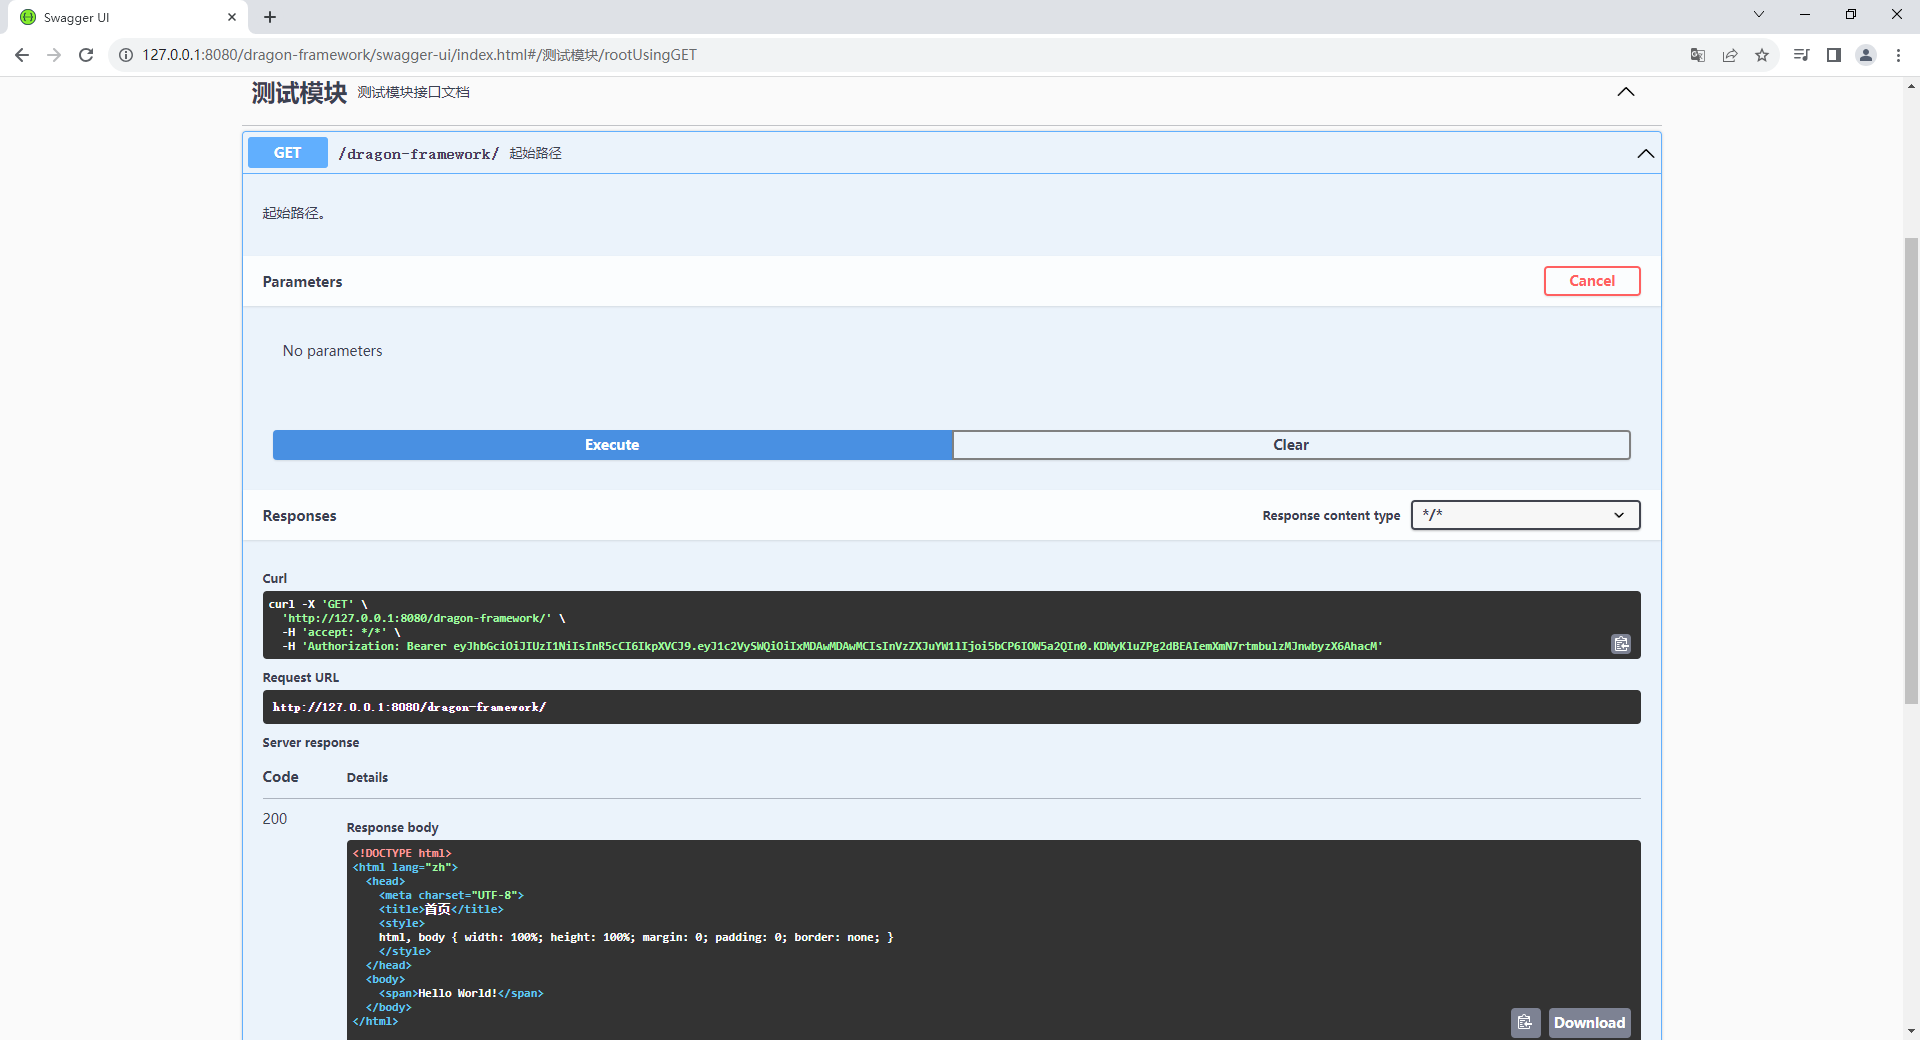 Swagger UI
127.0.0.1:8080/dragon-framework/swagger-ui/index.html#/测试模块/rootUsingGET
测试模块 测试模块接口文档
GET /dragon-framework/ 起始路径
起始路径。
Parameters Cancel
No parameters
Execute Clear
Responses Response content type */*
Curl
curl -X 'GET' \
'http://127.0.0.1:8080/dragon-framework/' \
-H 'accept: */*' \
-H 'Authorization: Bearer eyJhbGciOiJIUzI1NiIsInR5cCI6IkpXVCJ9.eyJ1c2VySWQiOiIxMDAwMDAwMCIsInVzZXJuYW1lIjoi5bCP6IOW5a2QIn0.KDWyKluZPg2dBEAIemXmN7rtmbulzMJnwbyzX6AhacM'
Request URL
http://127.0.0.1:8080/dragon-framework/
Server response
Code Details
200
Response body
<!DOCTYPE html>
<html lang="zh">
<head>
<meta charset="UTF-8">
<title>首页</title>
<style>
html, body { width: 100%; height: 100%; margin: 0; padding: 0; border: none; }
</style>
</head>
<body>
<span>Hello World!</span>
</body>
</html>
Download